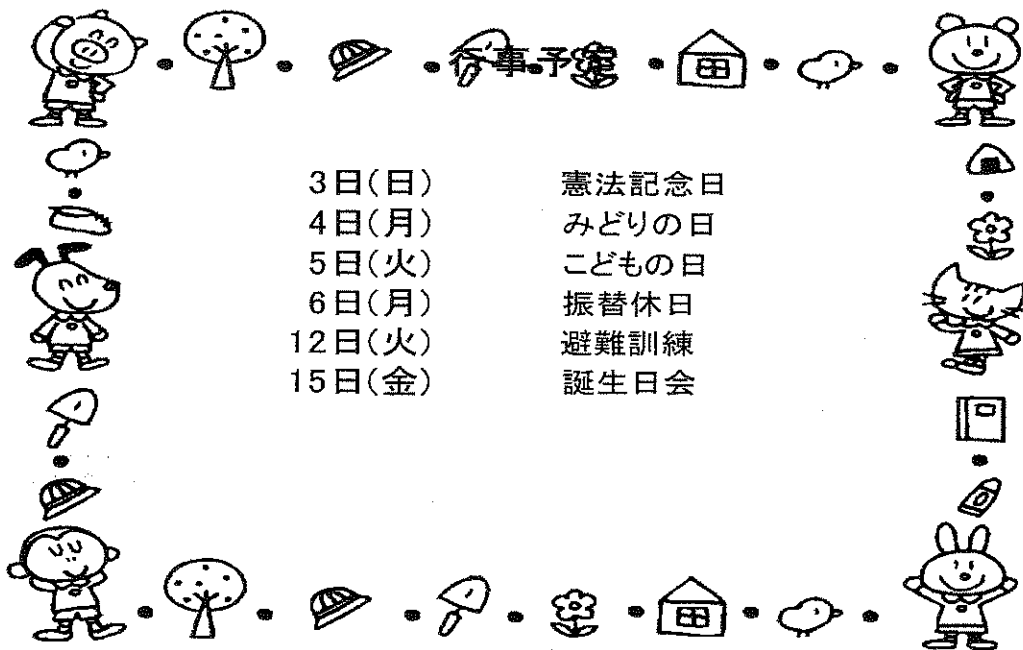 行事予定
3日(日) 憲法記念日
4日(月) みどりの日
5日(火) こどもの日
6日(月) 振替休日
12日(火) 避難訓練
15日(金) 誕生日会